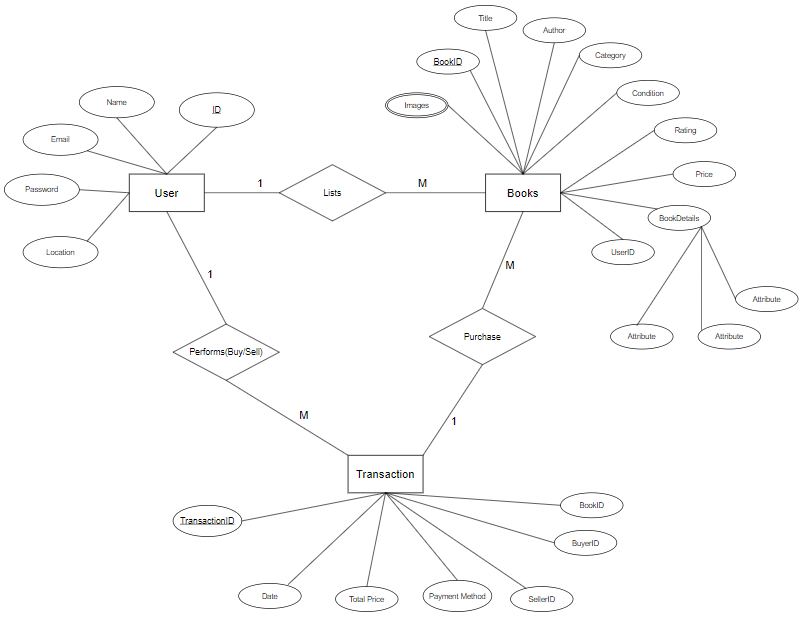 Title
Author
Category
BookID
Condition
Images
Name
ID
Rating
Email
Price
User
1
Lists
M
Books
Password
BookDetails
Location
UserID
M
1
Attribute
Performs(Buy/Sell)
Purchase
Attribute
Attribute
M
1
Transaction
BookID
TransactionID
BuyerID
Date
Total Price
Payment Method
SellerID